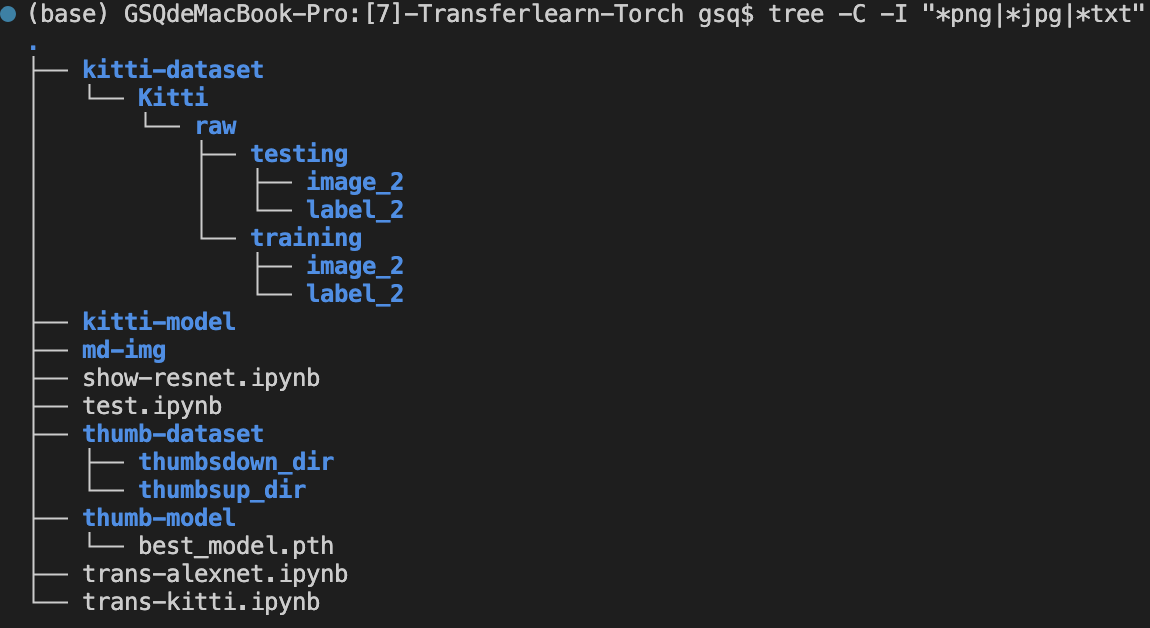 (base) GSQdeMacBook-Pro:[7]-Transferlearn-Torch gsq$ tree -C -I "*png|*jpg|*txt"
.
├── kitti-dataset
│   └── Kitti
│       └── raw
│           ├── testing
│           │   ├── image_2
│           │   └── label_2
│           └── training
│               ├── image_2
│               └── label_2
├── kitti-model
├── md-img
├── show-resnet.ipynb
├── test.ipynb
├── thumb-dataset
│   ├── thumbsdown_dir
│   └── thumbsup_dir
├── thumb-model
│   └── best_model.pth
├── trans-alexnet.ipynb
└── trans-kitti.ipynb